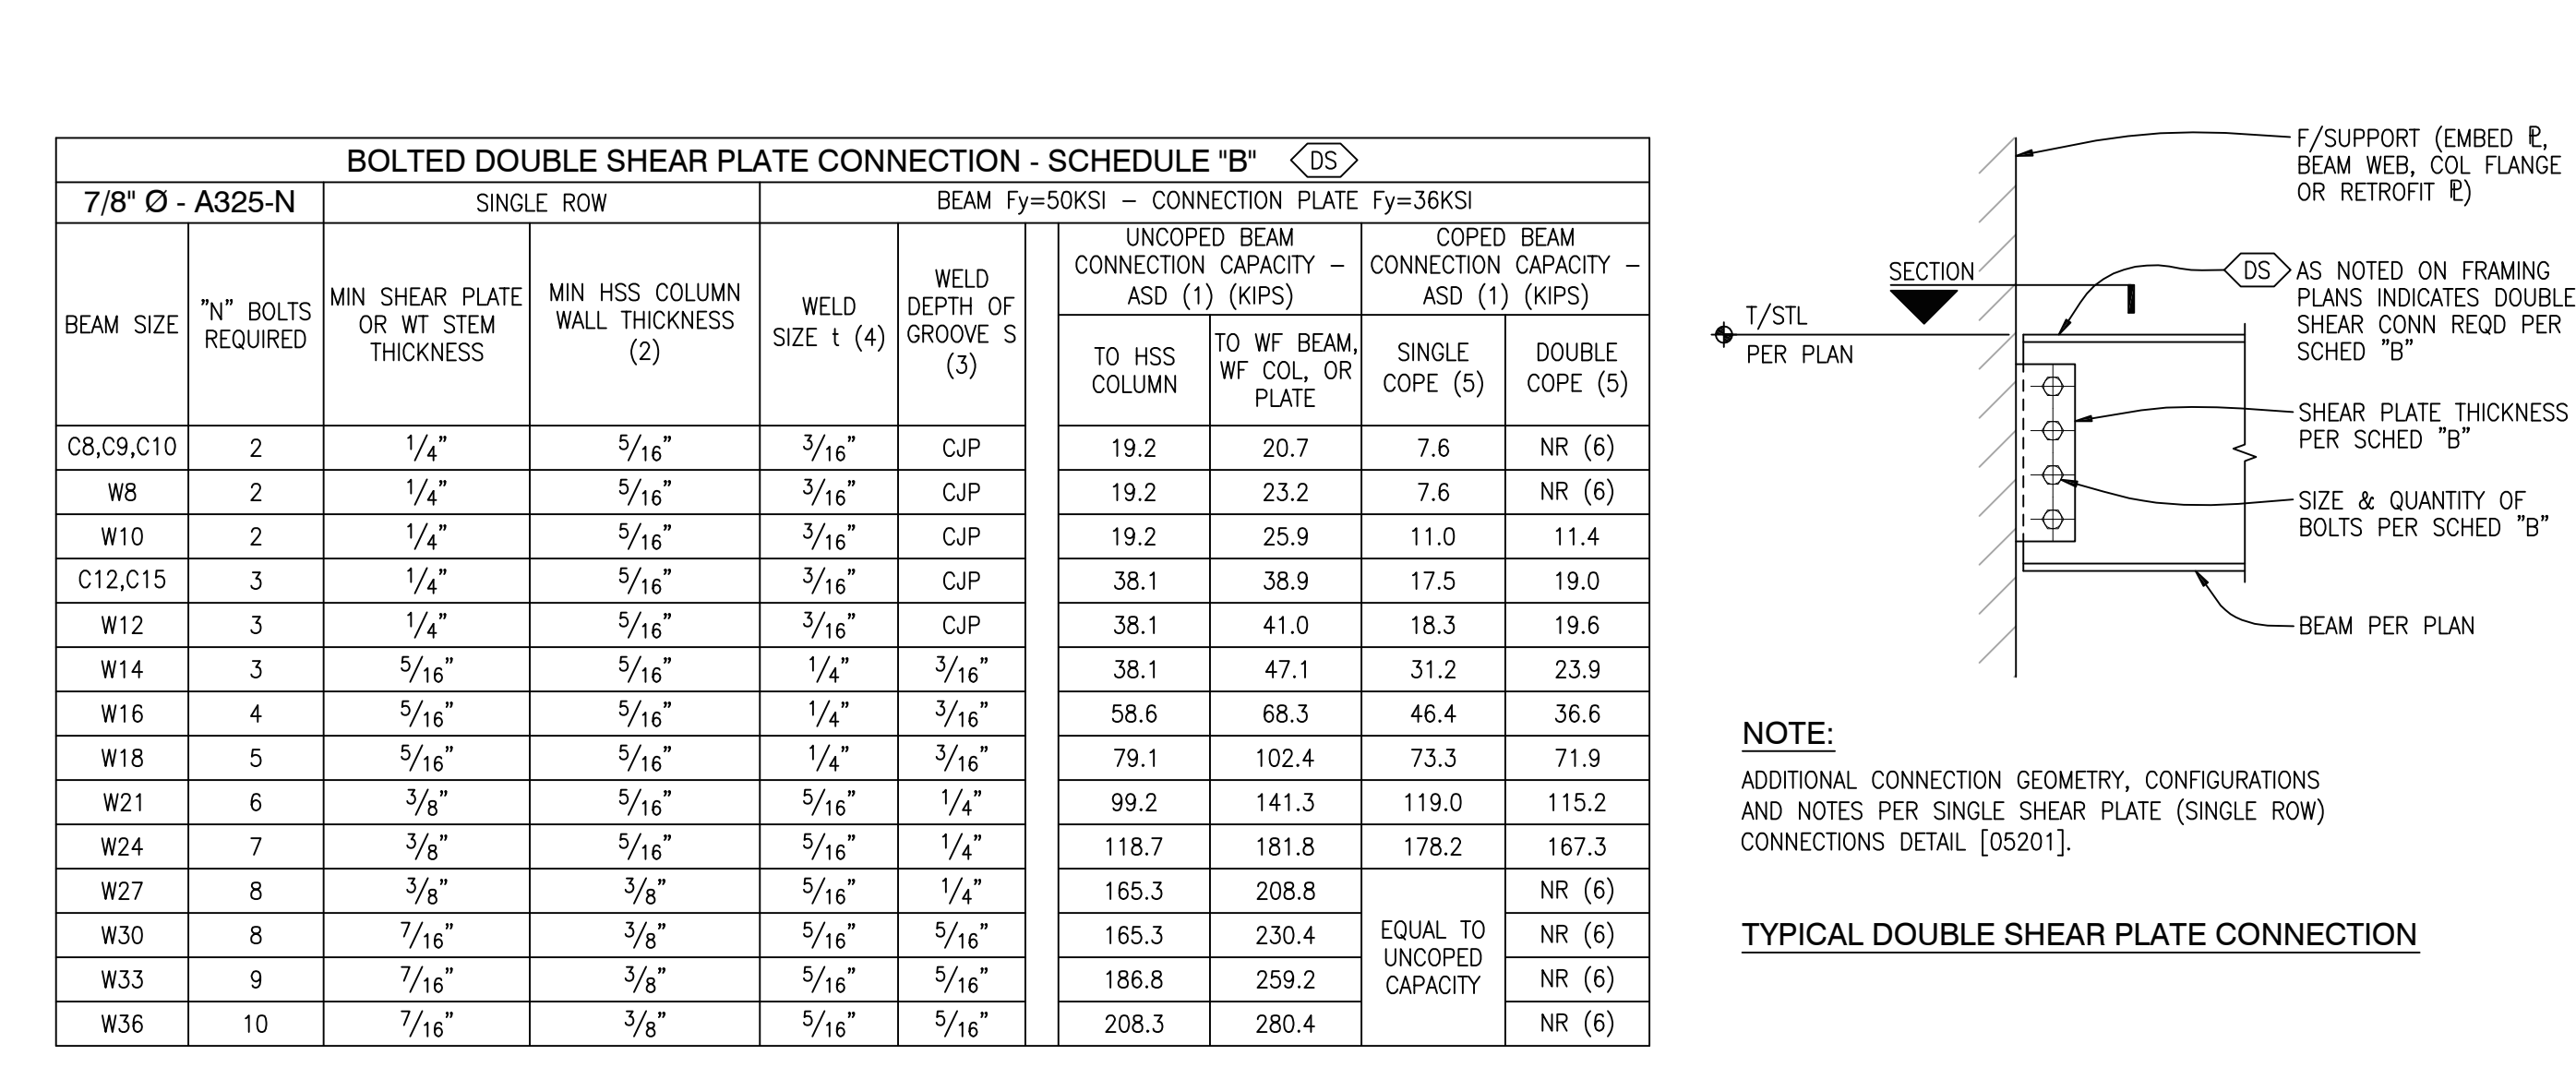 BOLTED DOUBLE SHEAR PLATE CONNECTION - SCHEDULE "B" DS
7/8" Ø - A325-N SINGLE ROW BEAM Fy=50KSI – CONNECTION PLATE Fy=36KSI
BEAM SIZE
"N" BOLTS
REQUIRED
MIN SHEAR PLATE
OR WT STEM
THICKNESS
MIN HSS COLUMN
WALL THICKNESS
(2)
WELD
SIZE t (4)
WELD
DEPTH OF
GROOVE S
(3)
UNCOPED BEAM
CONNECTION CAPACITY –
ASD (1) (KIPS)
COPED BEAM
CONNECTION CAPACITY –
ASD (1) (KIPS)
TO HSS
COLUMN
TO WF BEAM,
WF COL, OR
PLATE
SINGLE
COPE (5)
DOUBLE
COPE (5)
C8,C9,C10 2 1/4" 5/16" 3/16" CJP 19.2 20.7 7.6 NR (6)
W8 2 1/4" 5/16" 3/16" CJP 19.2 23.2 7.6 NR (6)
W10 2 1/4" 5/16" 3/16" CJP 19.2 25.9 11.0 11.4
C12,C15 3 1/4" 5/16" 3/16" CJP 38.1 38.9 17.5 19.0
W12 3 1/4" 5/16" 3/16" CJP 38.1 41.0 18.3 19.6
W14 3 5/16" 5/16" 1/4" 3/16" 38.1 47.1 31.2 23.9
W16 4 5/16" 5/16" 1/4" 3/16" 58.6 68.3 46.4 36.6
W18 5 5/16" 5/16" 1/4" 3/16" 79.1 102.4 73.3 71.9
W21 6 3/8" 5/16" 5/16" 1/4" 99.2 141.3 119.0 115.2
W24 7 3/8" 5/16" 5/16" 1/4" 118.7 181.8 178.2 167.3
W27 8 3/8" 3/8" 5/16" 1/4" 165.3 208.8 NR (6)
W30 8 7/16" 3/8" 5/16" 5/16" 165.3 230.4 NR (6)
W33 9 7/16" 3/8" 5/16" 5/16" 186.8 259.2 NR (6)
W36 10 7/16" 3/8" 5/16" 5/16" 208.3 280.4 NR (6)
EQUAL TO
UNCOPED
CAPACITY
F/SUPPORT (EMBED ⅊,
BEAM WEB, COL FLANGE
OR RETROFIT ⅊)
SECTION
T/STL
PER PLAN
DS AS NOTED ON FRAMING
PLANS INDICATES DOUBLE
SHEAR CONN REQD PER
SCHED "B"
SHEAR PLATE THICKNESS
PER SCHED "B"
SIZE & QUANTITY OF
BOLTS PER SCHED "B"
BEAM PER PLAN
NOTE:
ADDITIONAL CONNECTION GEOMETRY, CONFIGURATIONS
AND NOTES PER SINGLE SHEAR PLATE (SINGLE ROW)
CONNECTIONS DETAIL [05201].
TYPICAL DOUBLE SHEAR PLATE CONNECTION